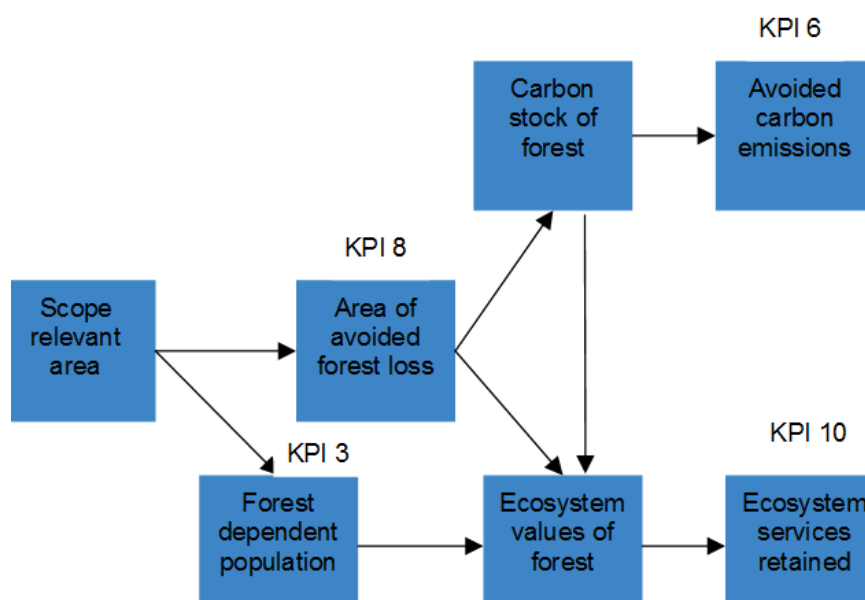 KPI 6
Carbon
stock of
forest
Avoided
carbon
emissions
KPI 8
Scope
relevant
area
Area of
avoided
forest loss
KPI 3
KPI 10
Forest
dependent
population
Ecosystem
values of
forest
Ecosystem
services
retained